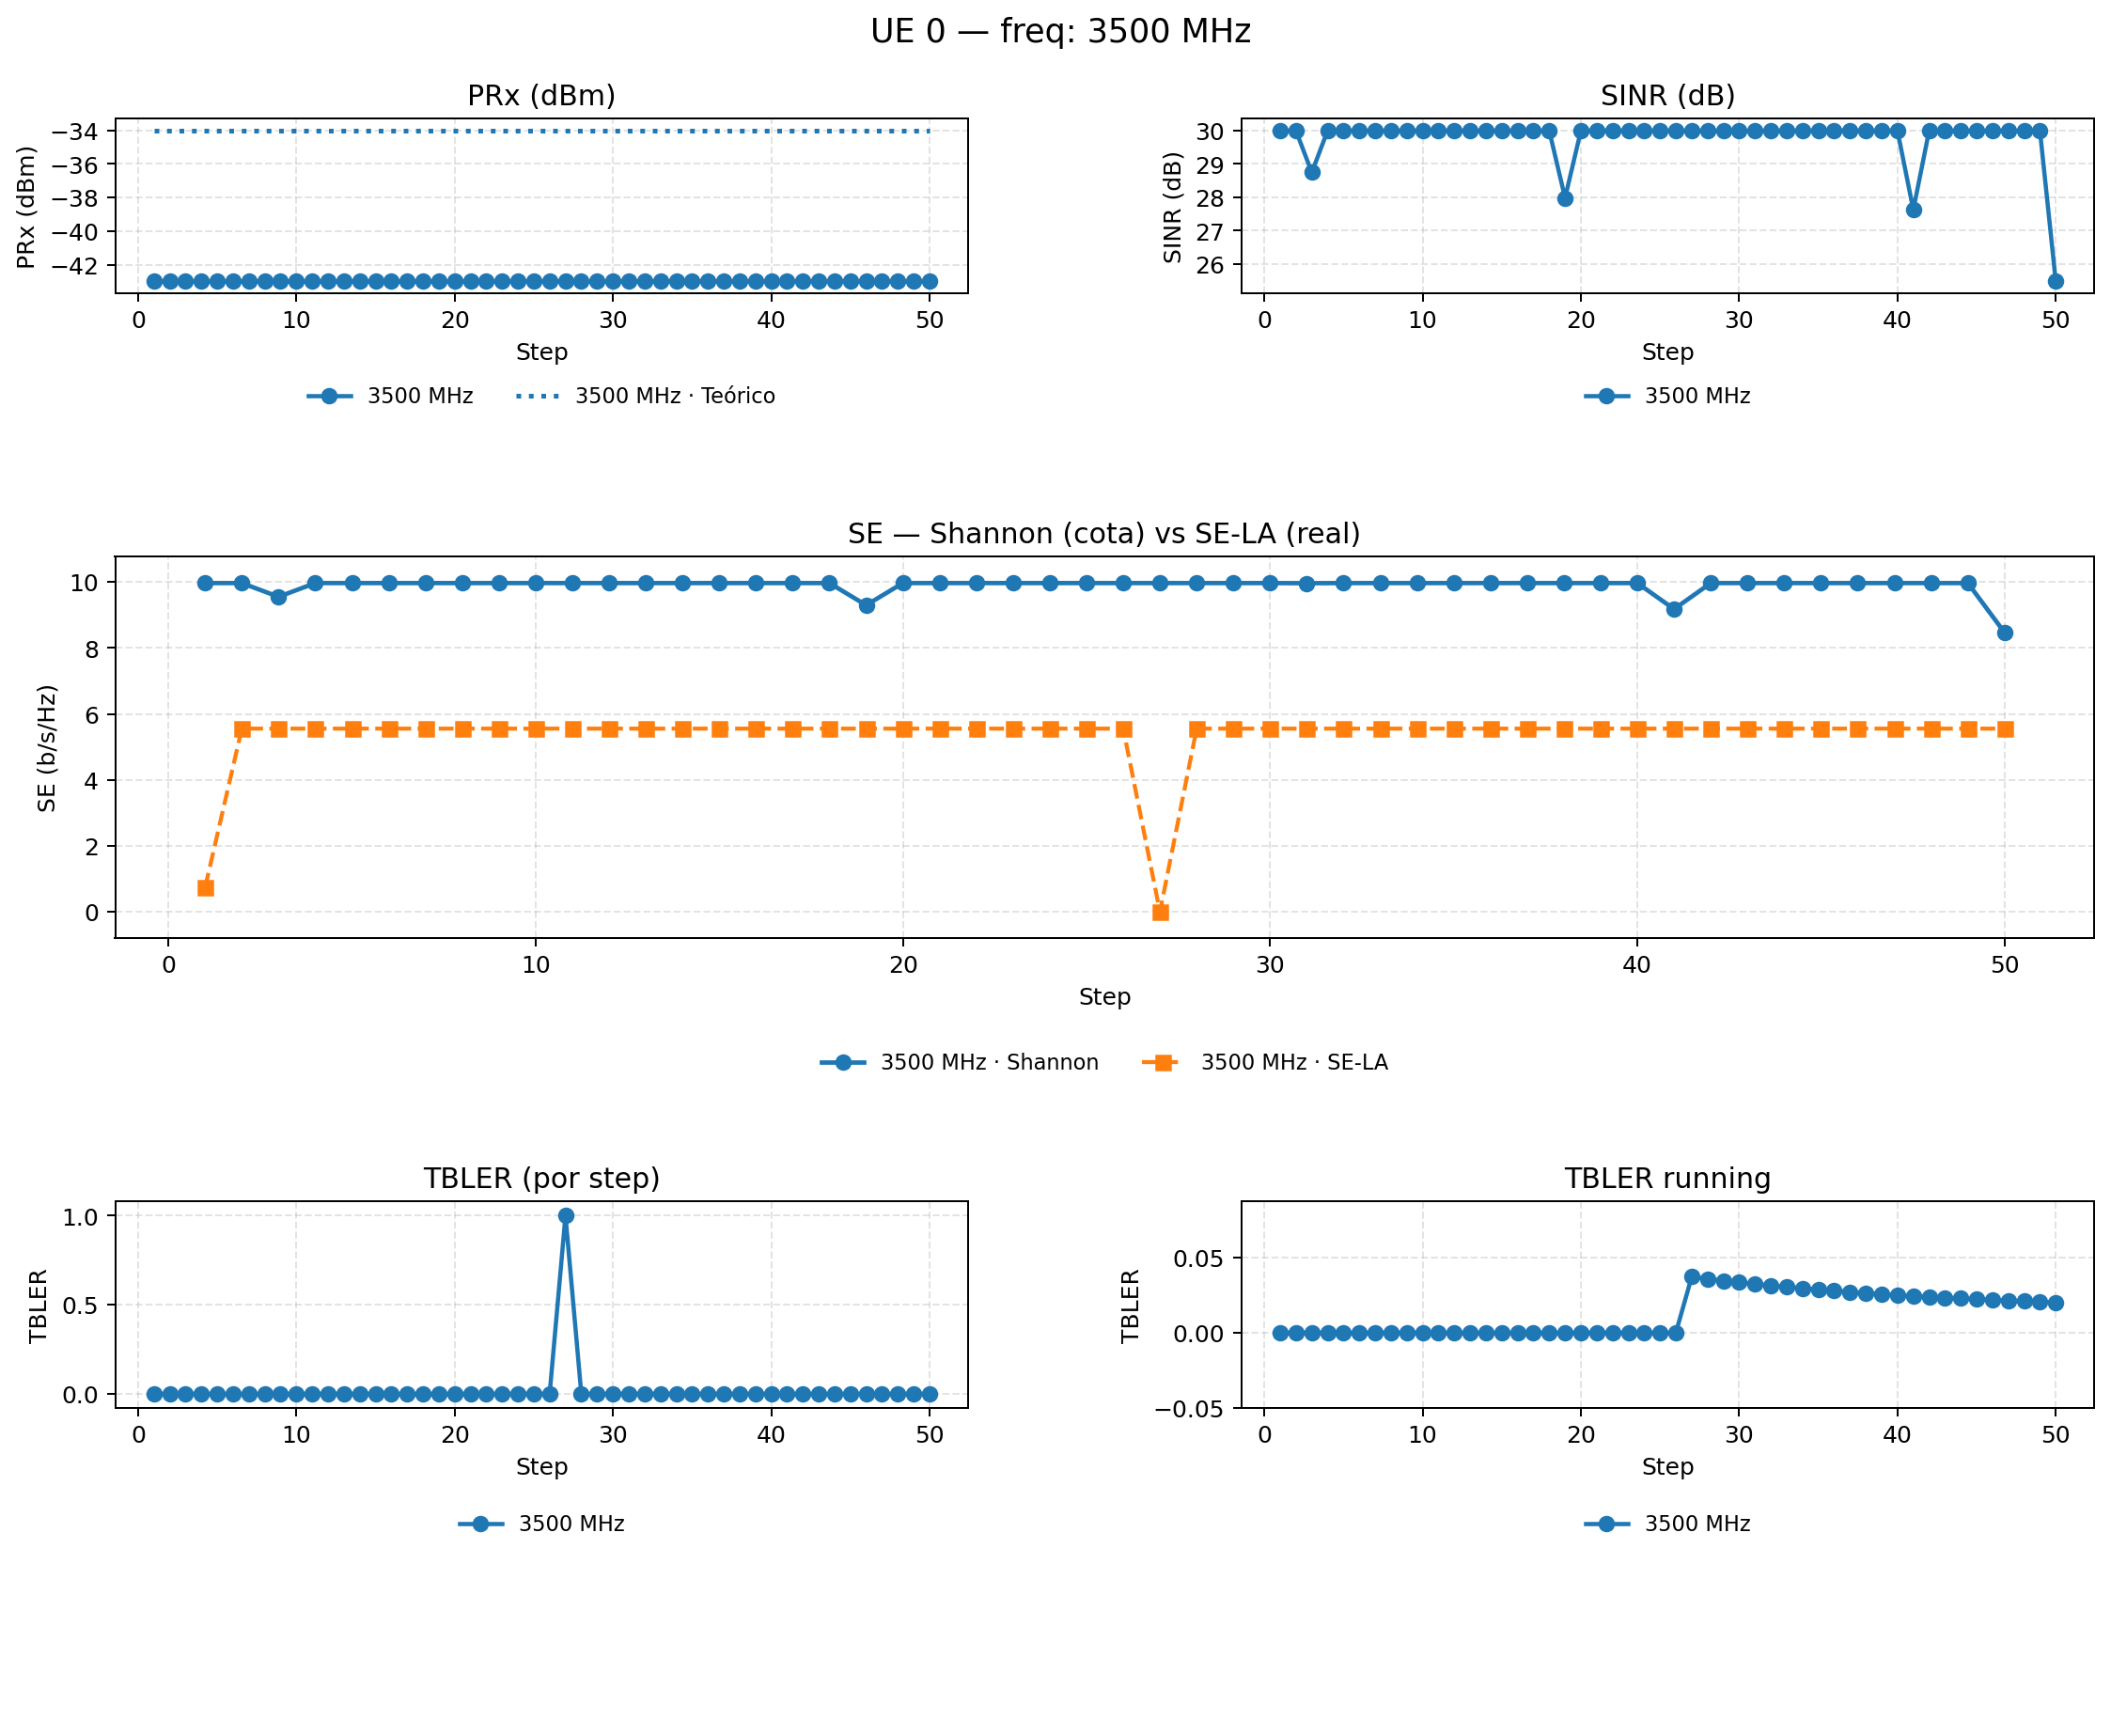 UE 0 — freq: 3500 MHz
PRx (dBm)
PRx (dBm)
−34
−36
−38
−40
−42
0 10 20 30 40 50
Step
3500 MHz 3500 MHz · Teórico
SINR (dB)
SINR (dB)
30
29
28
27
26
0 10 20 30 40 50
Step
3500 MHz
SE — Shannon (cota) vs SE-LA (real)
SE (b/s/Hz)
10
8
6
4
2
0
0 10 20 30 40 50
Step
3500 MHz · Shannon 3500 MHz · SE-LA
TBLER (por step)
TBLER
1.0
0.5
0.0
0 10 20 30 40 50
Step
3500 MHz
TBLER running
TBLER
0.05
0.00
−0.05
0 10 20 30 40 50
Step
3500 MHz